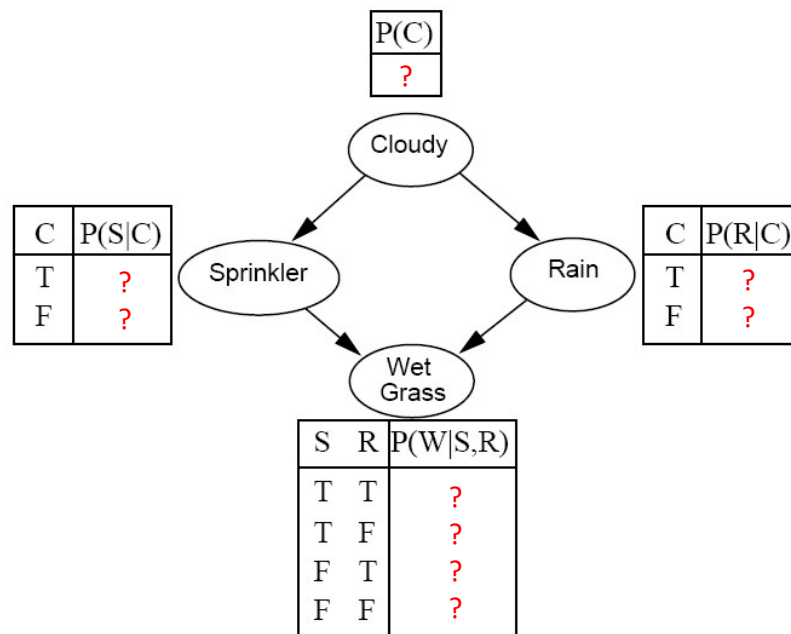 P(C)
?
Cloudy
C P(S|C)
T ?
F ?
Sprinkler
Rain
C P(R|C)
T ?
F ?
Wet
Grass
S R P(W|S,R)
T T ?
T F ?
F T ?
F F ?